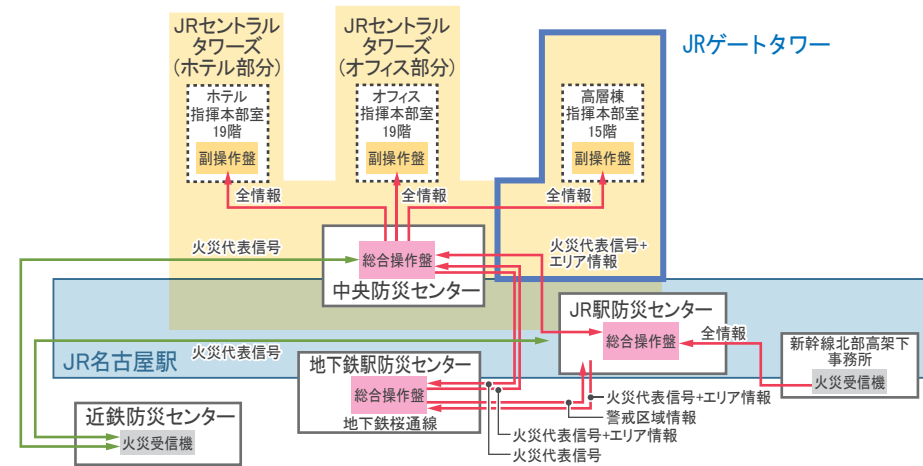 JRセントラル
タワーズ
(ホテル部分)
JRセントラル
タワーズ
(オフィス部分)
JRゲートタワー
ホテル
指揮本部室
19階
副操作盤
オフィス
指揮本部室
19階
副操作盤
高層棟
指揮本部室
15階
副操作盤
全情報
全情報
全情報
火災代表信号
総合操作盤
中央防災センター
火災代表信号+
エリア情報
JR駅防災センター
総合操作盤
全情報
新幹線北部高架下
事務所
火災受信機
JR名古屋駅
火災代表信号
地下鉄駅防災センター
総合操作盤
地下鉄桜通線
近鉄防災センター
火災受信機
火災代表信号+エリア情報
警戒区域情報
火災代表信号+エリア情報
火災代表信号